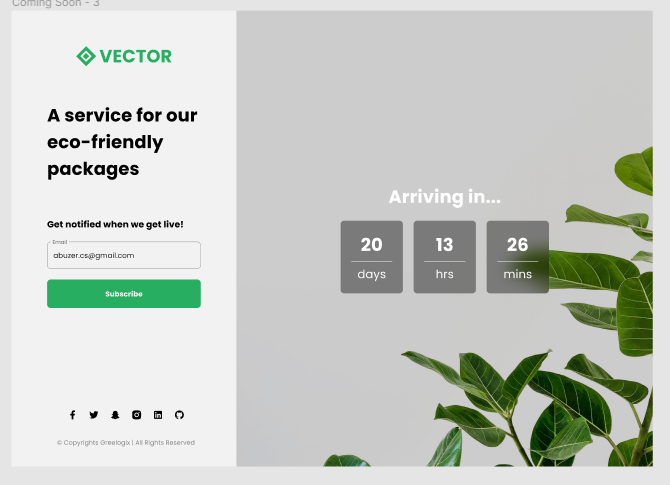 Coming Soon - 3
VECTOR
A service for our
eco-friendly
packages
Get notified when we get live!
Email
abuzer.cs@gmail.com
Subscribe
© Copyrights Greelogix | All Rights Reserved
Arriving in...
20
days
13
hrs
26
mins